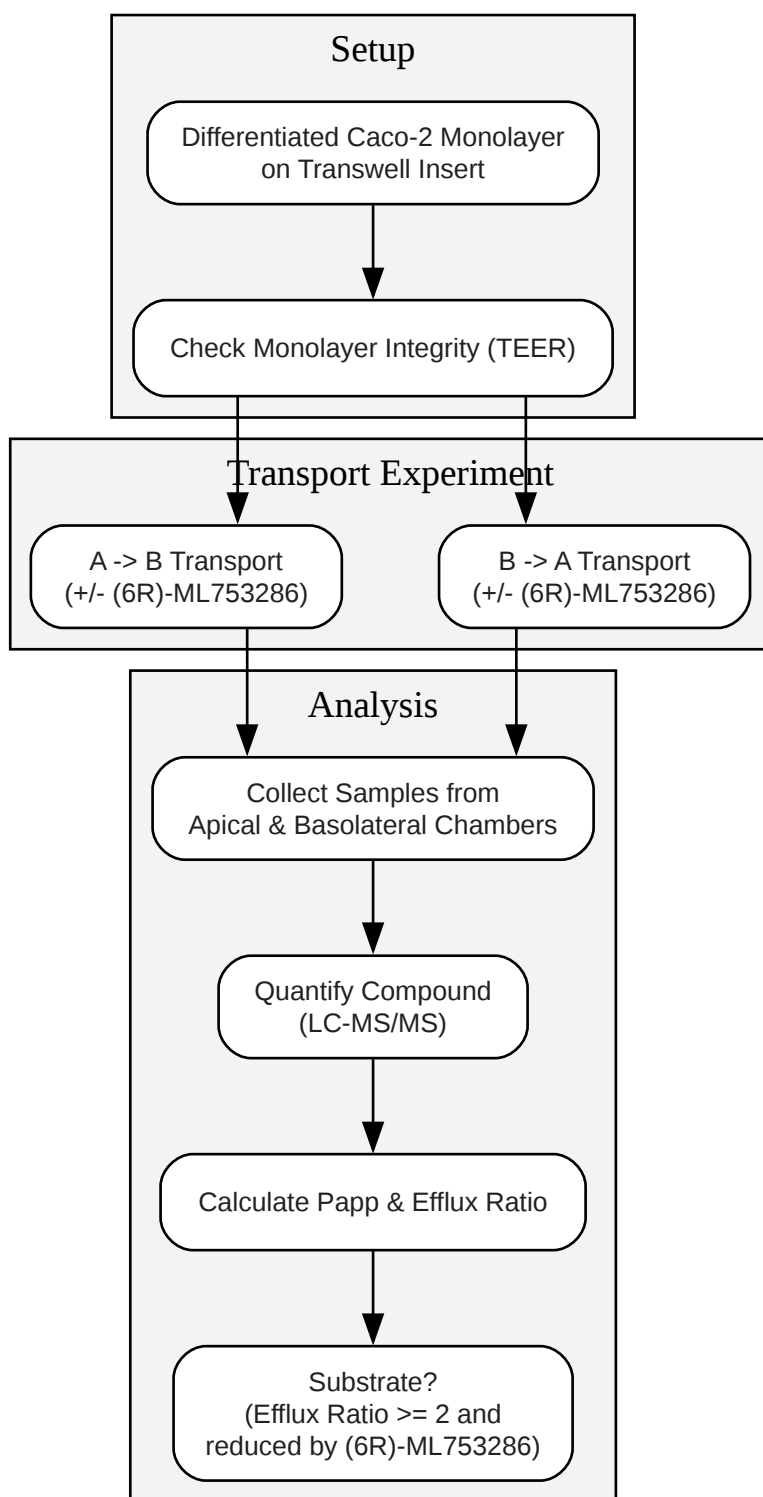 Setup
Differentiated Caco-2 Monolayer
on Transwell Insert
Check Monolayer Integrity (TEER)
Transport Experiment
A -> B Transport
(+/- (6R)-ML753286)
B -> A Transport
(+/- (6R)-ML753286)
Analysis
Collect Samples from
Apical & Basolateral Chambers
Quantify Compound
(LC-MS/MS)
Calculate Papp & Efflux Ratio
Substrate?
(Efflux Ratio >= 2 and
reduced by (6R)-ML753286)